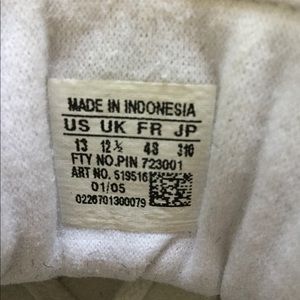 MADE IN INDONESIA
US UK FR JP
13 12½ 48 310
FTY NO.PIN 723001
ART NO. 519516
01/05
0226701300079